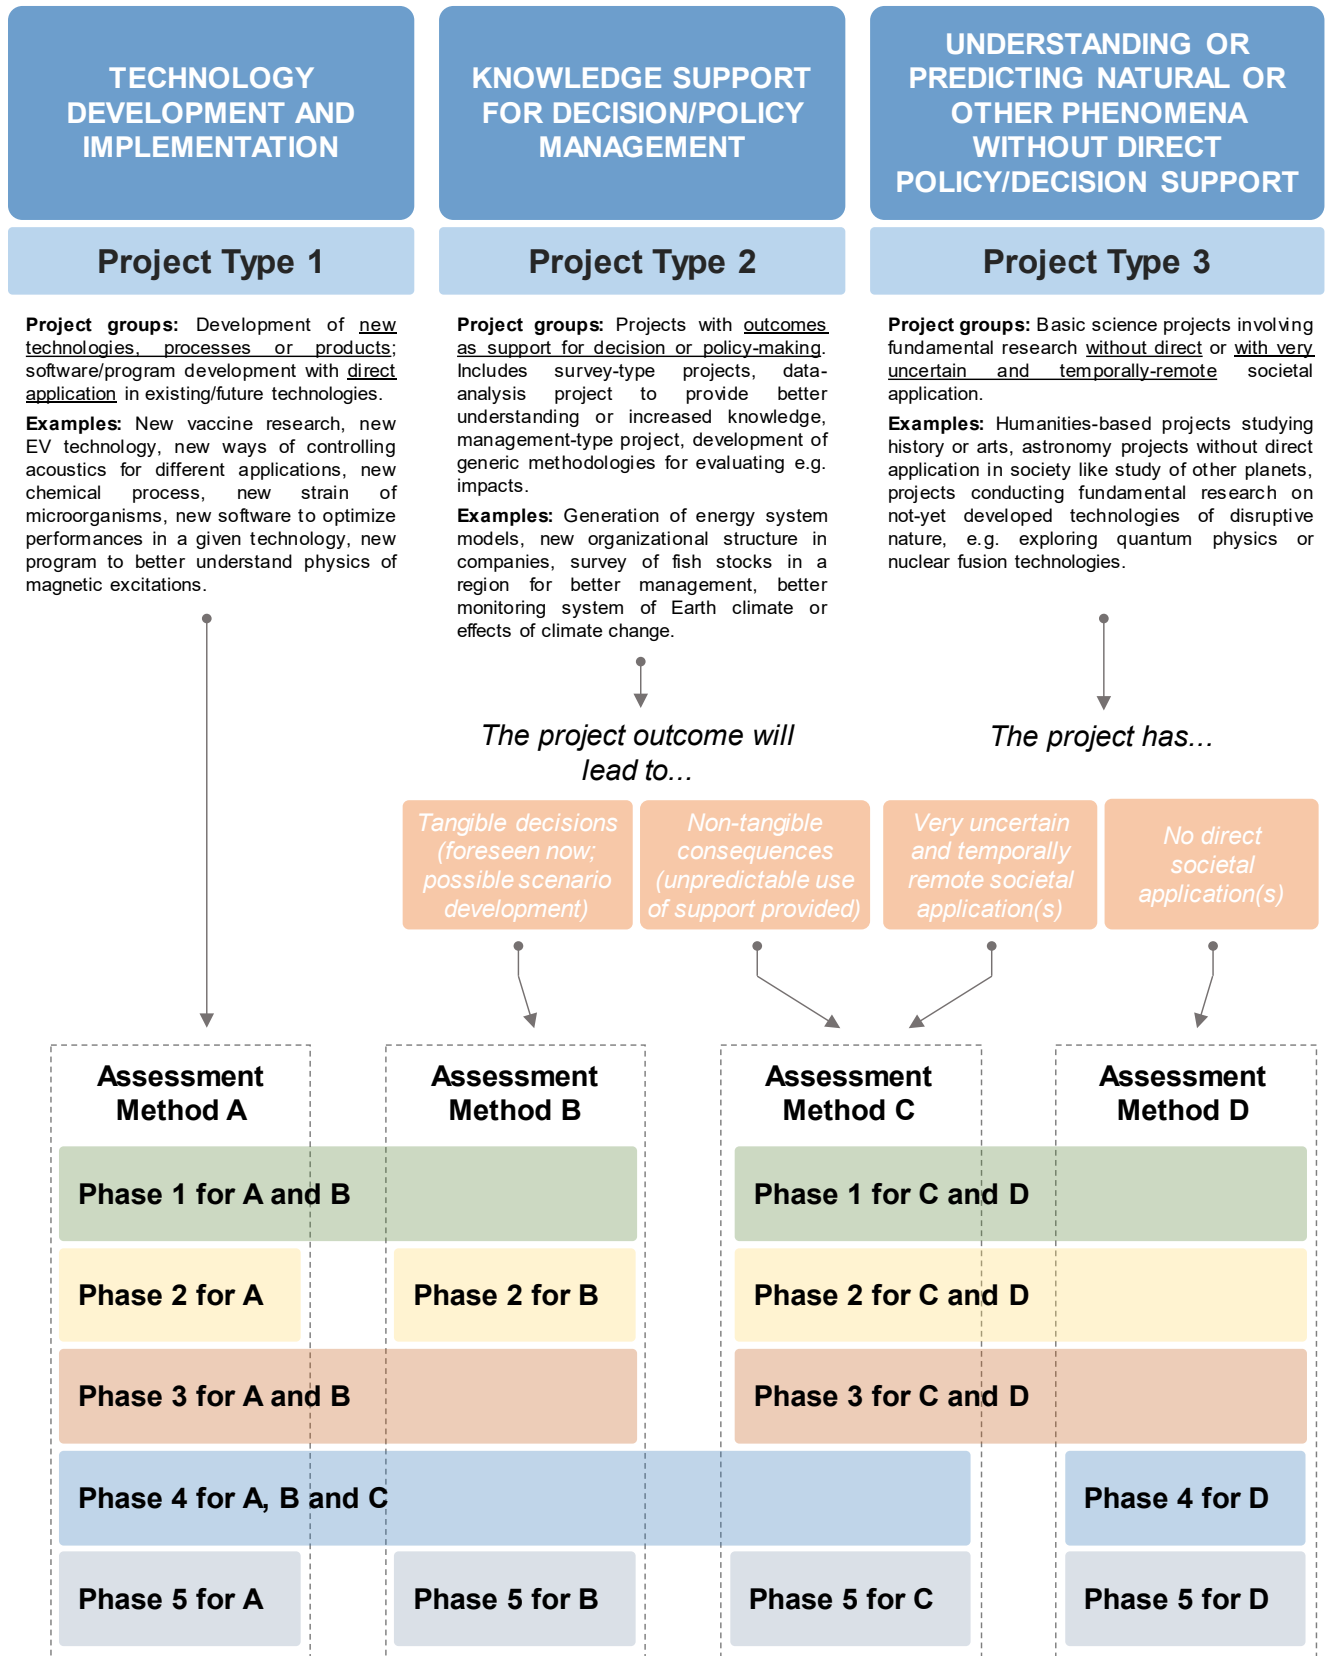 TECHNOLOGY
DEVELOPMENT AND
IMPLEMENTATION
Project Type 1
Project groups: Development of new
technologies, processes or products;
software/program development with direct
application in existing/future technologies.
Examples: New vaccine research, new
EV technology, new ways of controlling
acoustics for different applications, new
chemical process, new strain of
microorganisms, new software to optimize
performances in a given technology, new
program to better understand physics of
magnetic excitations.
KNOWLEDGE SUPPORT
FOR DECISION/POLICY
MANAGEMENT
Project Type 2
Project groups: Projects with outcomes
as support for decision or policy-making.
Includes survey-type projects, data-
analysis project to provide better
understanding or increased knowledge,
management-type project, development of
generic methodologies for evaluating e.g.
impacts.
Examples: Generation of energy system
models, new organizational structure in
companies, survey of fish stocks in a
region for better management, better
monitoring system of Earth climate or
effects of climate change.
UNDERSTANDING OR
PREDICTING NATURAL OR
OTHER PHENOMENA
WITHOUT DIRECT
POLICY/DECISION SUPPORT
Project Type 3
Project groups: Basic science projects involving
fundamental research without direct or with very
uncertain and temporally-remote societal
application.
Examples: Humanities-based projects studying
history or arts, astronomy projects without direct
application in society like study of other planets,
projects conducting fundamental research on
not-yet developed technologies of disruptive
nature, e.g. exploring quantum physics or
nuclear fusion technologies.
The project outcome will
lead to...
The project has...
Tangible decisions
(foreseen now;
possible scenario
development)
Non-tangible
consequences
(unpredictable use
of support provided)
Very uncertain
and temporally
remote societal
application(s)
No direct
societal
application(s)
Assessment
Method A
Assessment
Method B
Assessment
Method C
Assessment
Method D
Phase 1 for A and B
Phase 1 for C and D
Phase 2 for A
Phase 2 for B
Phase 2 for C and D
Phase 3 for A and B
Phase 3 for C and D
Phase 4 for A, B and C
Phase 4 for D
Phase 5 for A
Phase 5 for B
Phase 5 for C
Phase 5 for D